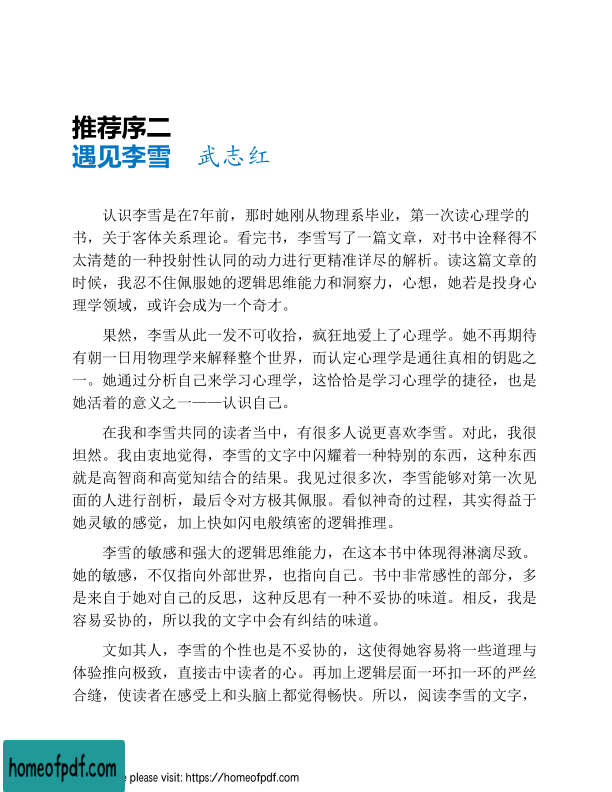 推荐序二
遇见李雪 武志红
认识李雪是在7年前，那时她刚从物理系毕业，第一次读心理学的
书，关于客体关系理论。看完书，李雪写了一篇文章，对书中诠释得不
太清楚的一种投射性认同的动力进行更精准详尽的解析。读这篇文章的
时候，我忍不住佩服她的逻辑思维能力和洞察力，心想，她若是投身心
理学领域，或许会成为一个奇才。
果然，李雪从此一发不可收拾，疯狂地爱上了心理学。她不再期待
有朝一日用物理学来解释整个世界，而认定心理学是通往真相的钥匙之
一。她通过分析自己来学习心理学，这恰恰是学习心理学的捷径，也是
她活着的意义之一——认识自己。
在我和李雪共同的读者当中，有很多人说更喜欢李雪。对此，我很
坦然。我由衷地觉得，李雪的文字中闪耀着一种特别的东西，这种东西
就是高智商和高觉知结合的结果。我见过很多次，李雪能够对第一次见
面的人进行剖析，最后令对方极其佩服。看似神奇的过程，其实得益于
她灵敏的感觉，加上快如闪电般缜密的逻辑推理。
李雪的敏感和强大的逻辑思维能力，在这本书中体现得淋漓尽致。
她的敏感，不仅指向外部世界，也指向自己。书中非常感性的部分，多
是来自于她对自己的反思，这种反思有一种不妥协的味道。相反，我是
容易妥协的，所以我的文字中会有纠结的味道。
文如其人，李雪的个性也是不妥协的，这使得她容易将一些道理与
体验推向极致，直接击中读者的心。再加上逻辑层面一环扣一环的严丝
合缝，使读者在感受上和头脑上都觉得畅快。所以，阅读李雪的文字，
homeofpdf.com
e please visit: https://homeofpdf.com